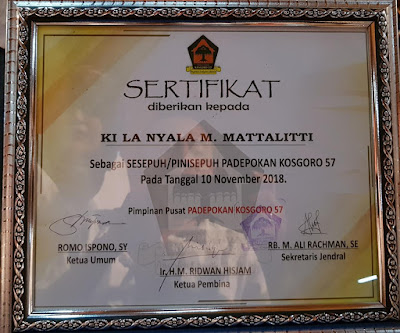 SERTIFIKAT
diberikan kepada
KI LA NYALA M. MATTALITTI
Sebagai SESEPUH/PINISEPUH PADEPOKAN KOSGORO 57
Pada Tanggal 10 November 2018.
Pimpinan Pusat PADEPOKAN KOSGORO 57
ROMO ISPONO, SY
Ketua Umum
RB. M. ALI RACHMAN, SE
Sekretaris Jendral
Ir, H.M. RIDWAN HISJAM
Ketua Pembina